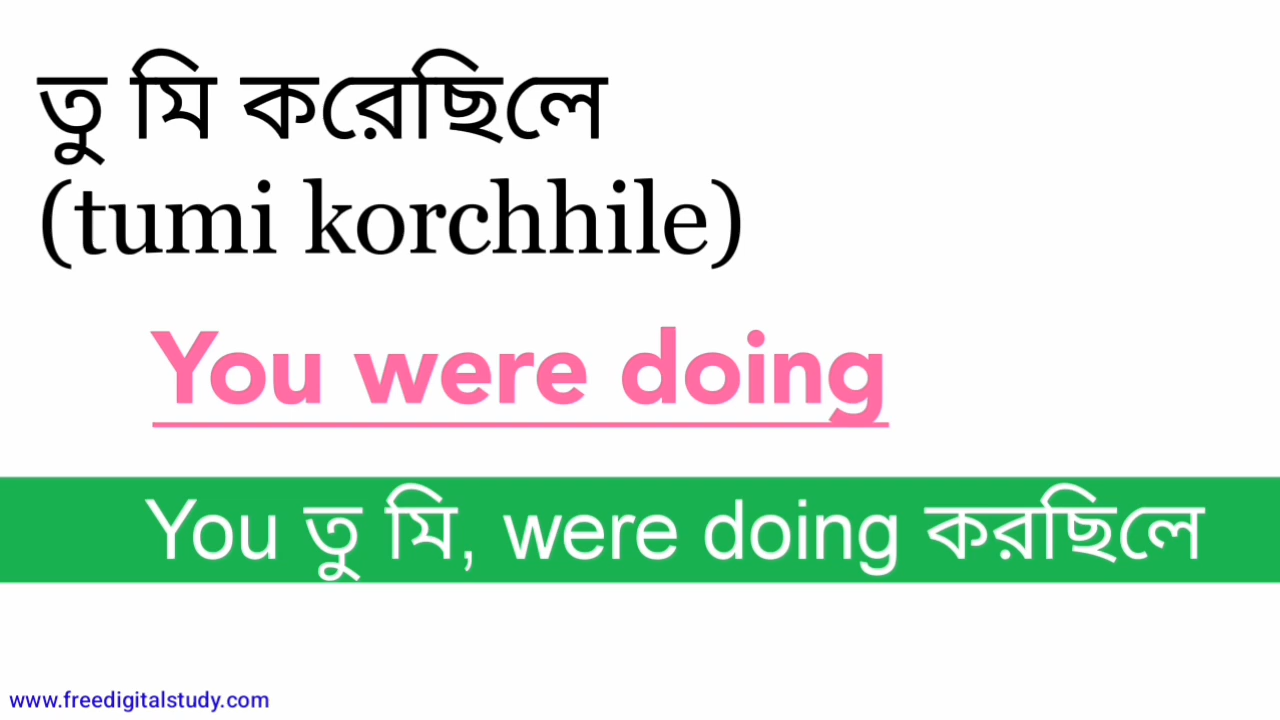 তুমি করেছিলে
(tumi korchhile)
You were doing
You তুমি, were doing করছিলে
www.freedigitalstudy.com